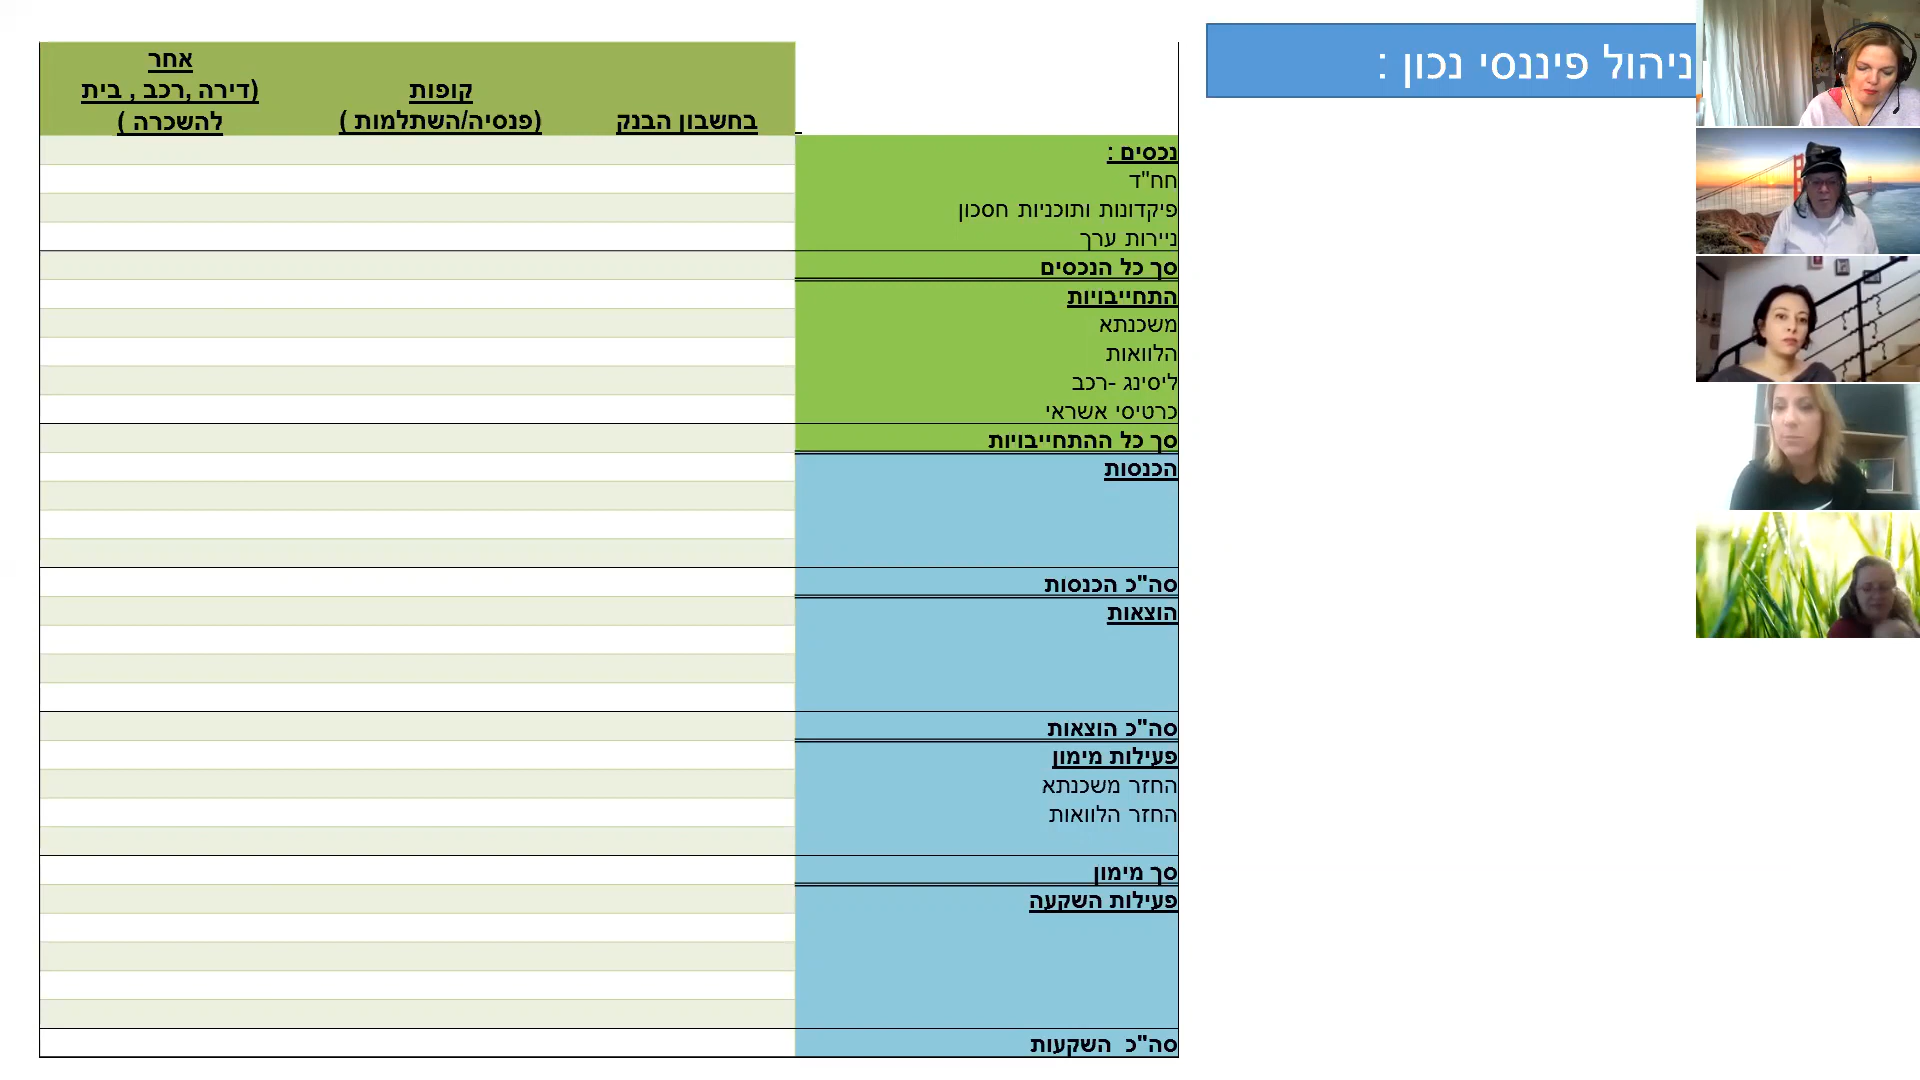 ניהול פיננסי נכון :
בחשבון הבנק
קופות
(פנסיה/השתלמות )
אחר
(דירה ,רכב , בית
להשכרה )
נכסים :
חח"ד
פיקדונות ותוכניות חסכון
ניירות ערך
סך כל הנכסים
התחייבויות
משכנתא
הלוואות
ליסינג -רכב
כרטיסי אשראי
סך כל ההתחייבויות
הכנסות
סה"כ הכנסות
הוצאות
סה"כ הוצאות
פעילות מימון
החזר משכנתא
החזר הלוואות
סך מימון
פעילות השקעה
סה"כ השקעות